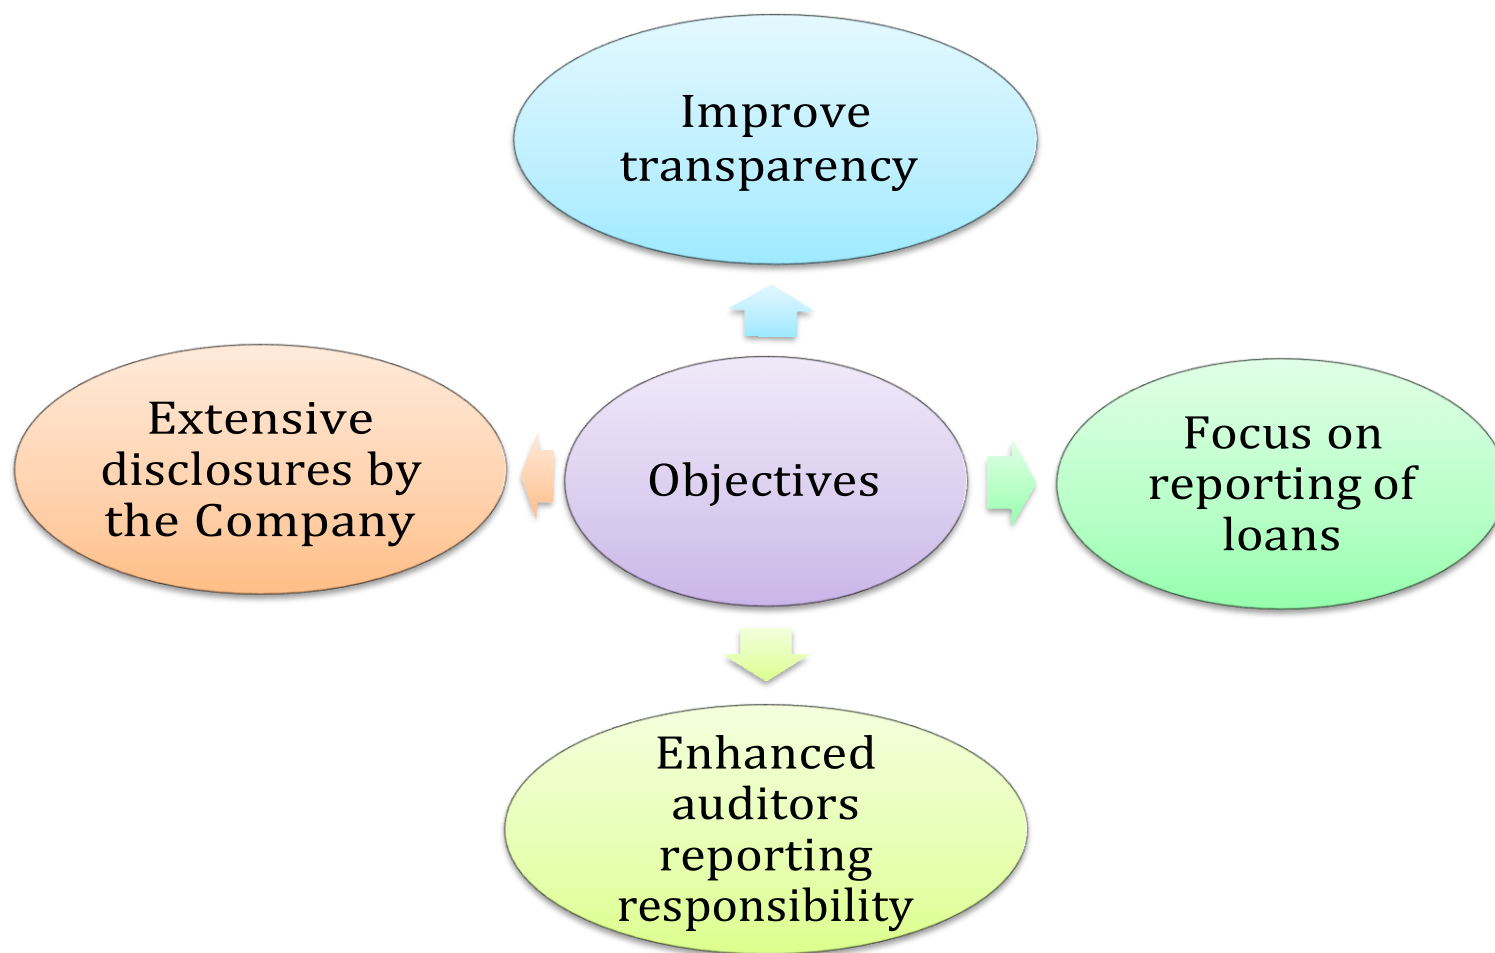 Improve
transparency
Extensive
disclosures by
the Company
Objectives
Focus on
reporting of
loans
Enhanced
auditors
reporting
responsibility